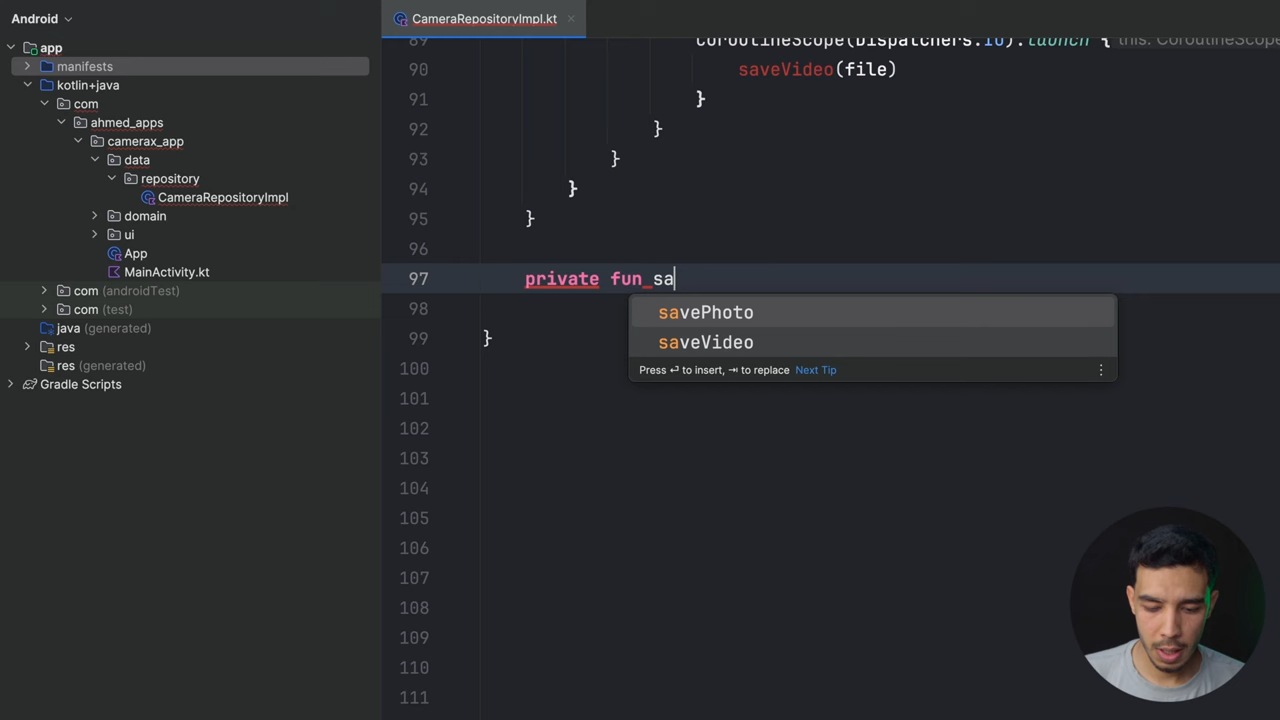 Android
CameraRepositoryImpl.kt
app
manifests
kotlin+java
com
ahmed_apps
camerax_app
data
repository
CameraRepositoryImpl
domain
ui
App
MainActivity.kt
com (androidTest)
com (test)
java (generated)
res
res (generated)
Gradle Scripts
89 CoroutineScope(Dispatchers.IO).launch { this: CoroutineScope
90 saveVideo(file)
91 }
92 }
93 }
94 }
95 }
96
97 private fun sa
98
99 }
100
101
102
103
104
105
106
107
108
109
110
111
savePhoto
saveVideo
Press ⏎ to insert, ⇥ to replace Next Tip